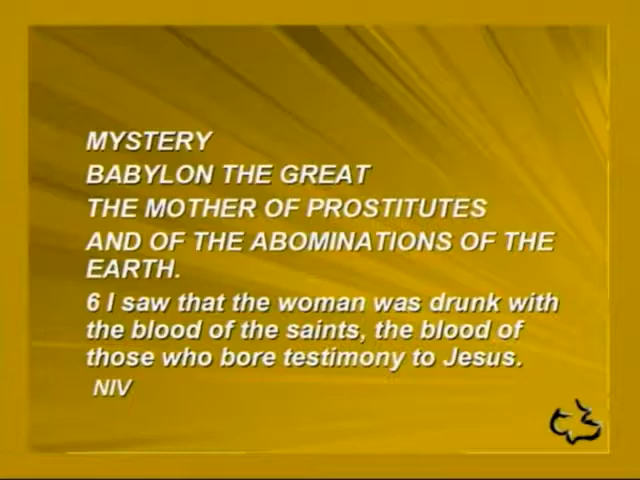 MYSTERY
BABYLON THE GREAT
THE MOTHER OF PROSTITUTES
AND OF THE ABOMINATIONS OF THE
EARTH.
6 I saw that the woman was drunk with
the blood of the saints, the blood of
those who bore testimony to Jesus.
NIV